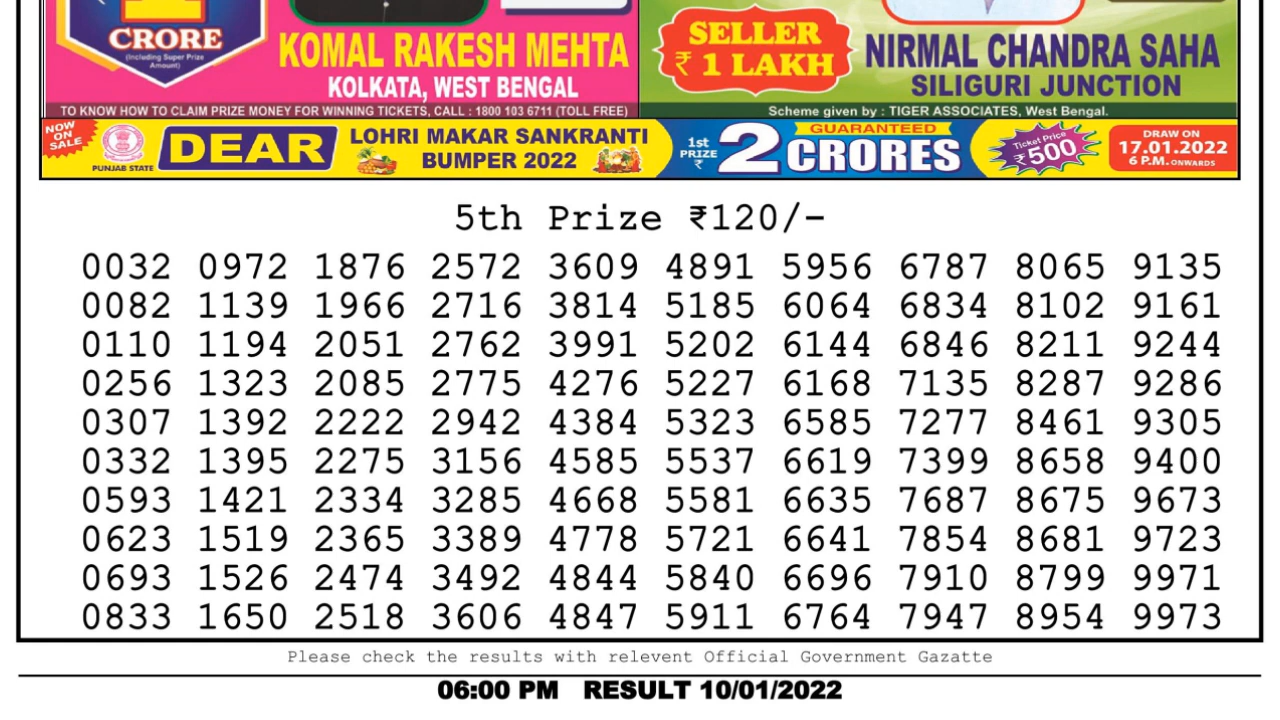 CRORE
(Including Super Prize
Amount)
KOMAL RAKESH MEHTA
KOLKATA, WEST BENGAL
SELLER
₹ 1 LAKH
NIRMAL CHANDRA SAHA
SILIGURI JUNCTION
TO KNOW HOW TO CLAIM PRIZE MONEY FOR WINNING TICKETS, CALL : 1800 103 6711 (TOLL FREE)
Scheme given by : TIGER ASSOCIATES, West Bengal.
NOW
ON
SALE
PUNJAB STATE
DEAR
LOHRI MAKAR SANKRANTI
BUMPER 2022
1st
PRIZE
₹
2
GUARANTEED
CRORES
Ticket Price
₹500
DRAW ON
17.01.2022
6 P.M. ONWARDS
5th Prize ₹120/-
0032 0972 1876 2572 3609 4891 5956 6787 8065 9135
0082 1139 1966 2716 3814 5185 6064 6834 8102 9161
0110 1194 2051 2762 3991 5202 6144 6846 8211 9244
0256 1323 2085 2775 4276 5227 6168 7135 8287 9286
0307 1392 2222 2942 4384 5323 6585 7277 8461 9305
0332 1395 2275 3156 4585 5537 6619 7399 8658 9400
0593 1421 2334 3285 4668 5581 6635 7687 8675 9673
0623 1519 2365 3389 4778 5721 6641 7854 8681 9723
0693 1526 2474 3492 4844 5840 6696 7910 8799 9971
0833 1650 2518 3606 4847 5911 6764 7947 8954 9973
Please check the results with relevent Official Government Gazatte
06:00 PM RESULT 10/01/2022